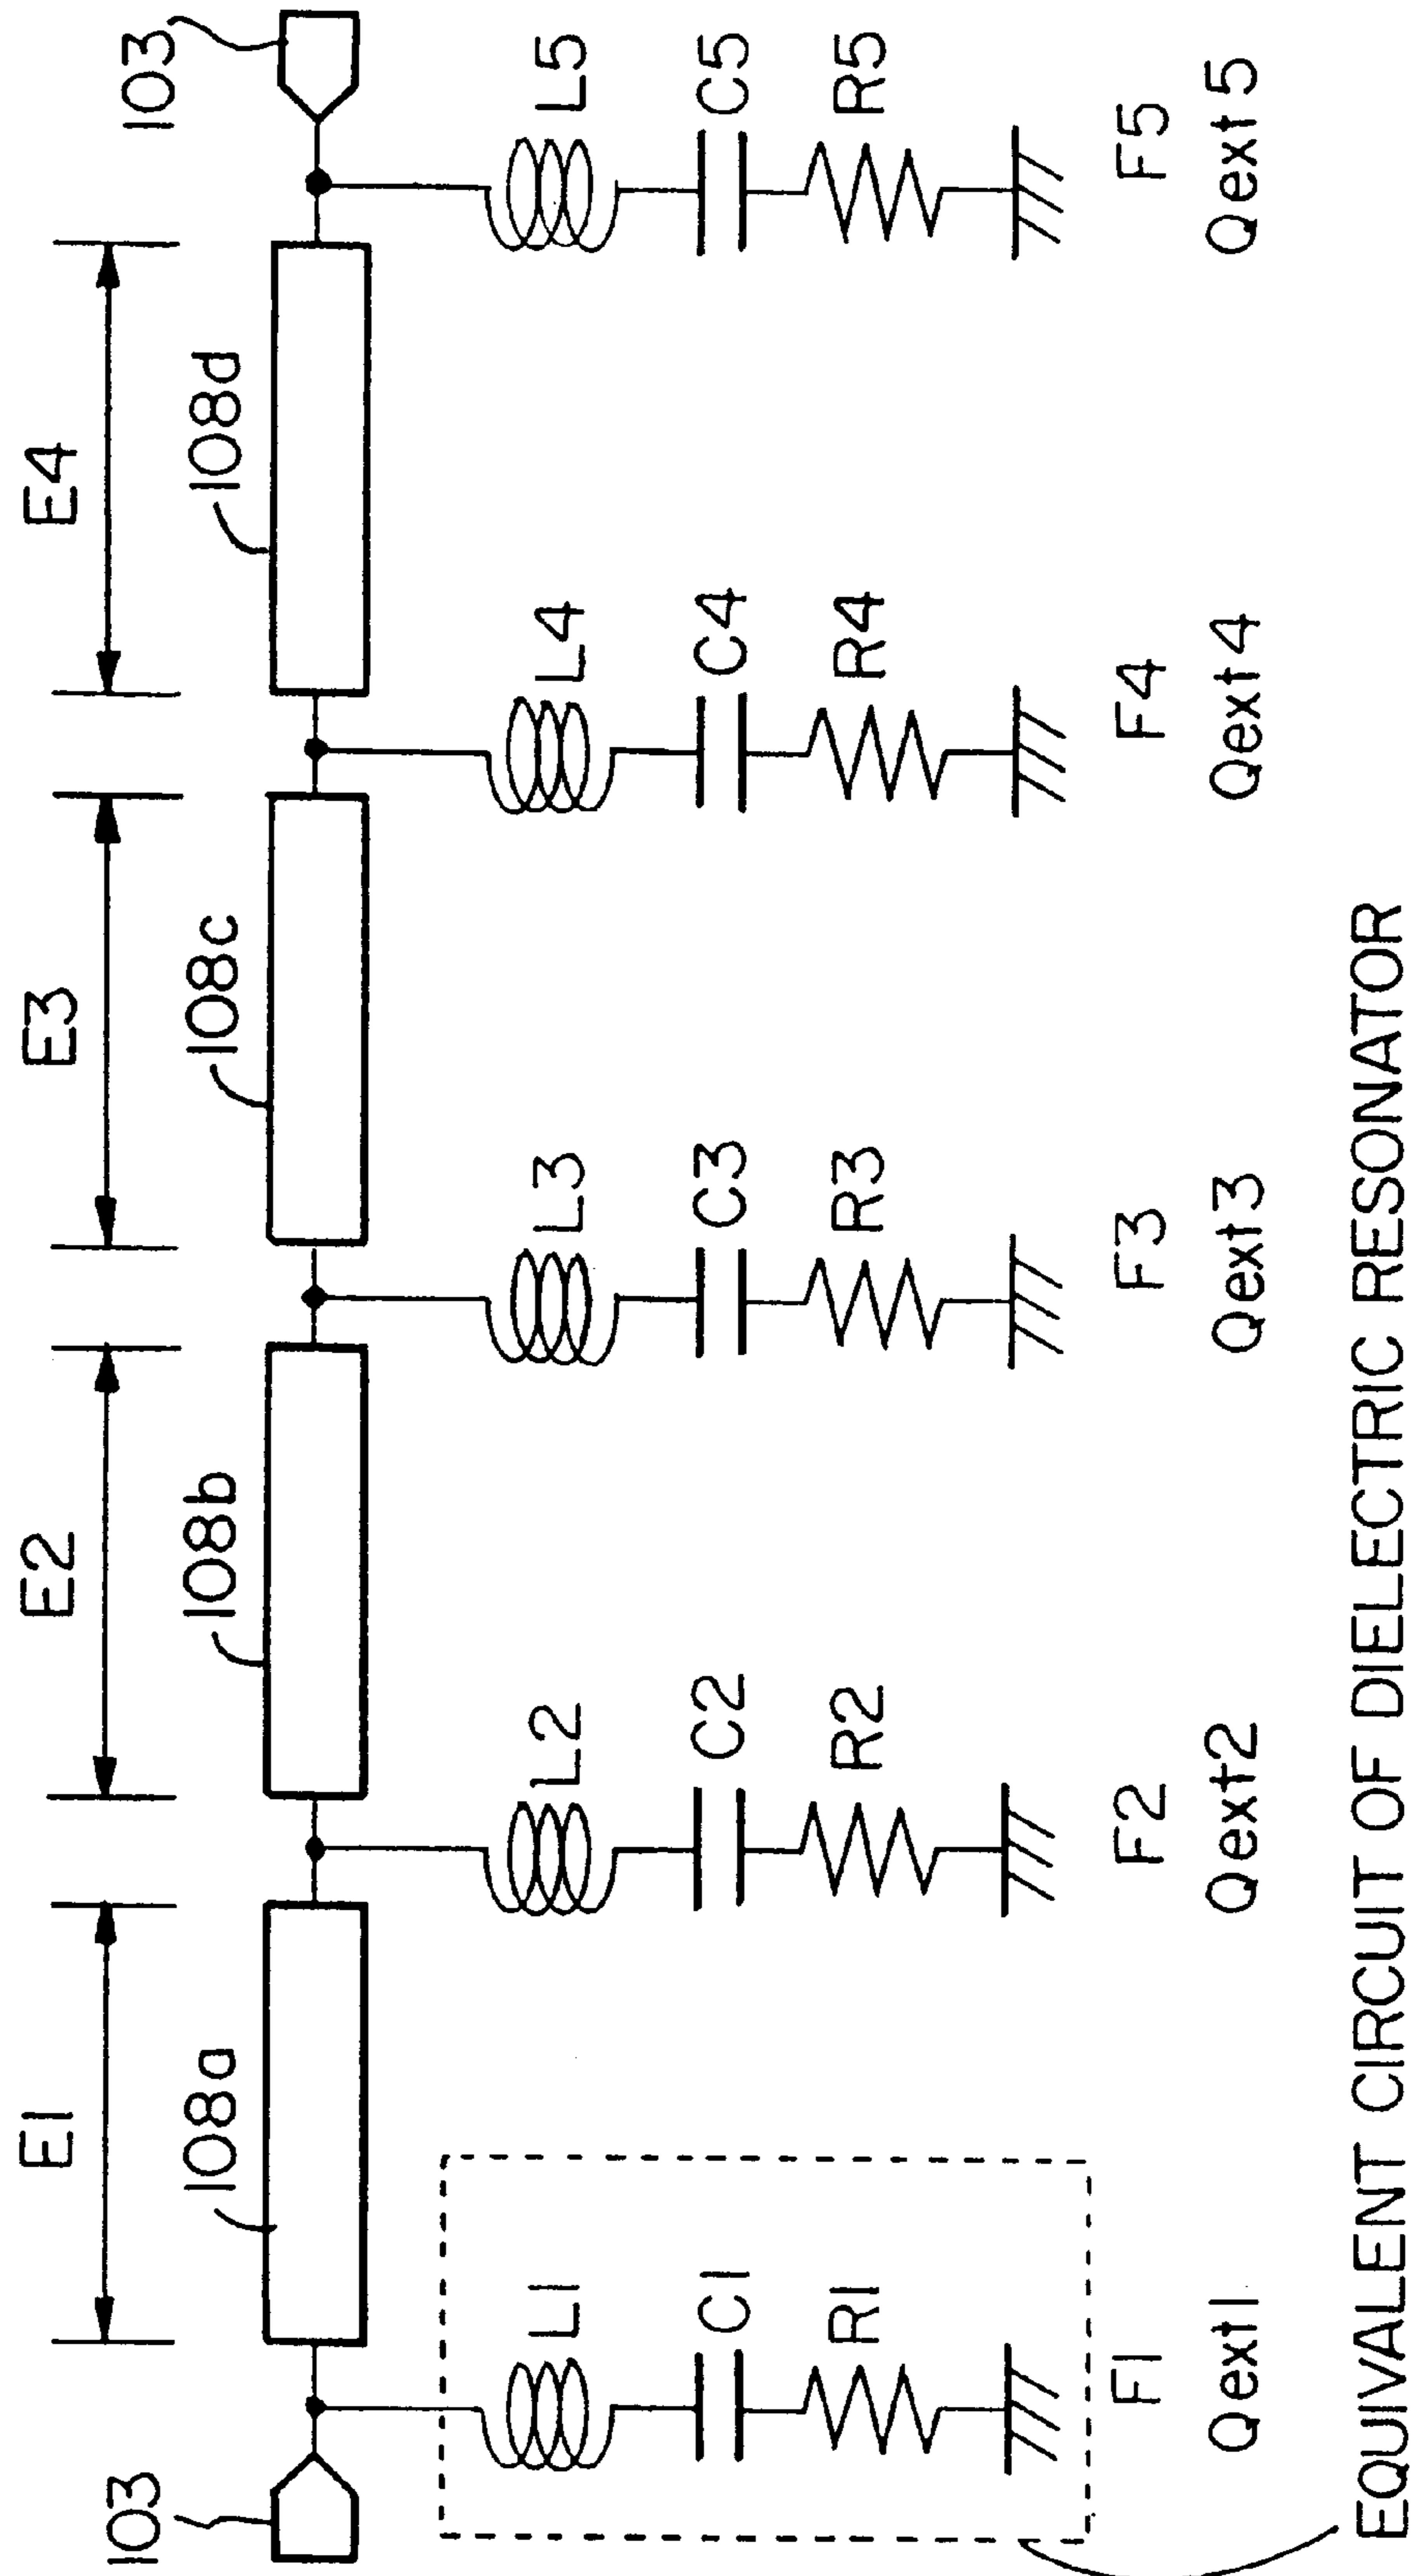 E1 E2 E3 E4
103 108a 108b 108c 108d 103
L1 L2 L3 L4 L5
C1 C2 C3 C4 C5
R1 R2 R3 R4 R5
F1 F2 F3 F4 F5
Qext1 Qext2 Qext3 Qext4 Qext5
EQUIVALENT CIRCUIT OF DIELECTRIC RESONATOR